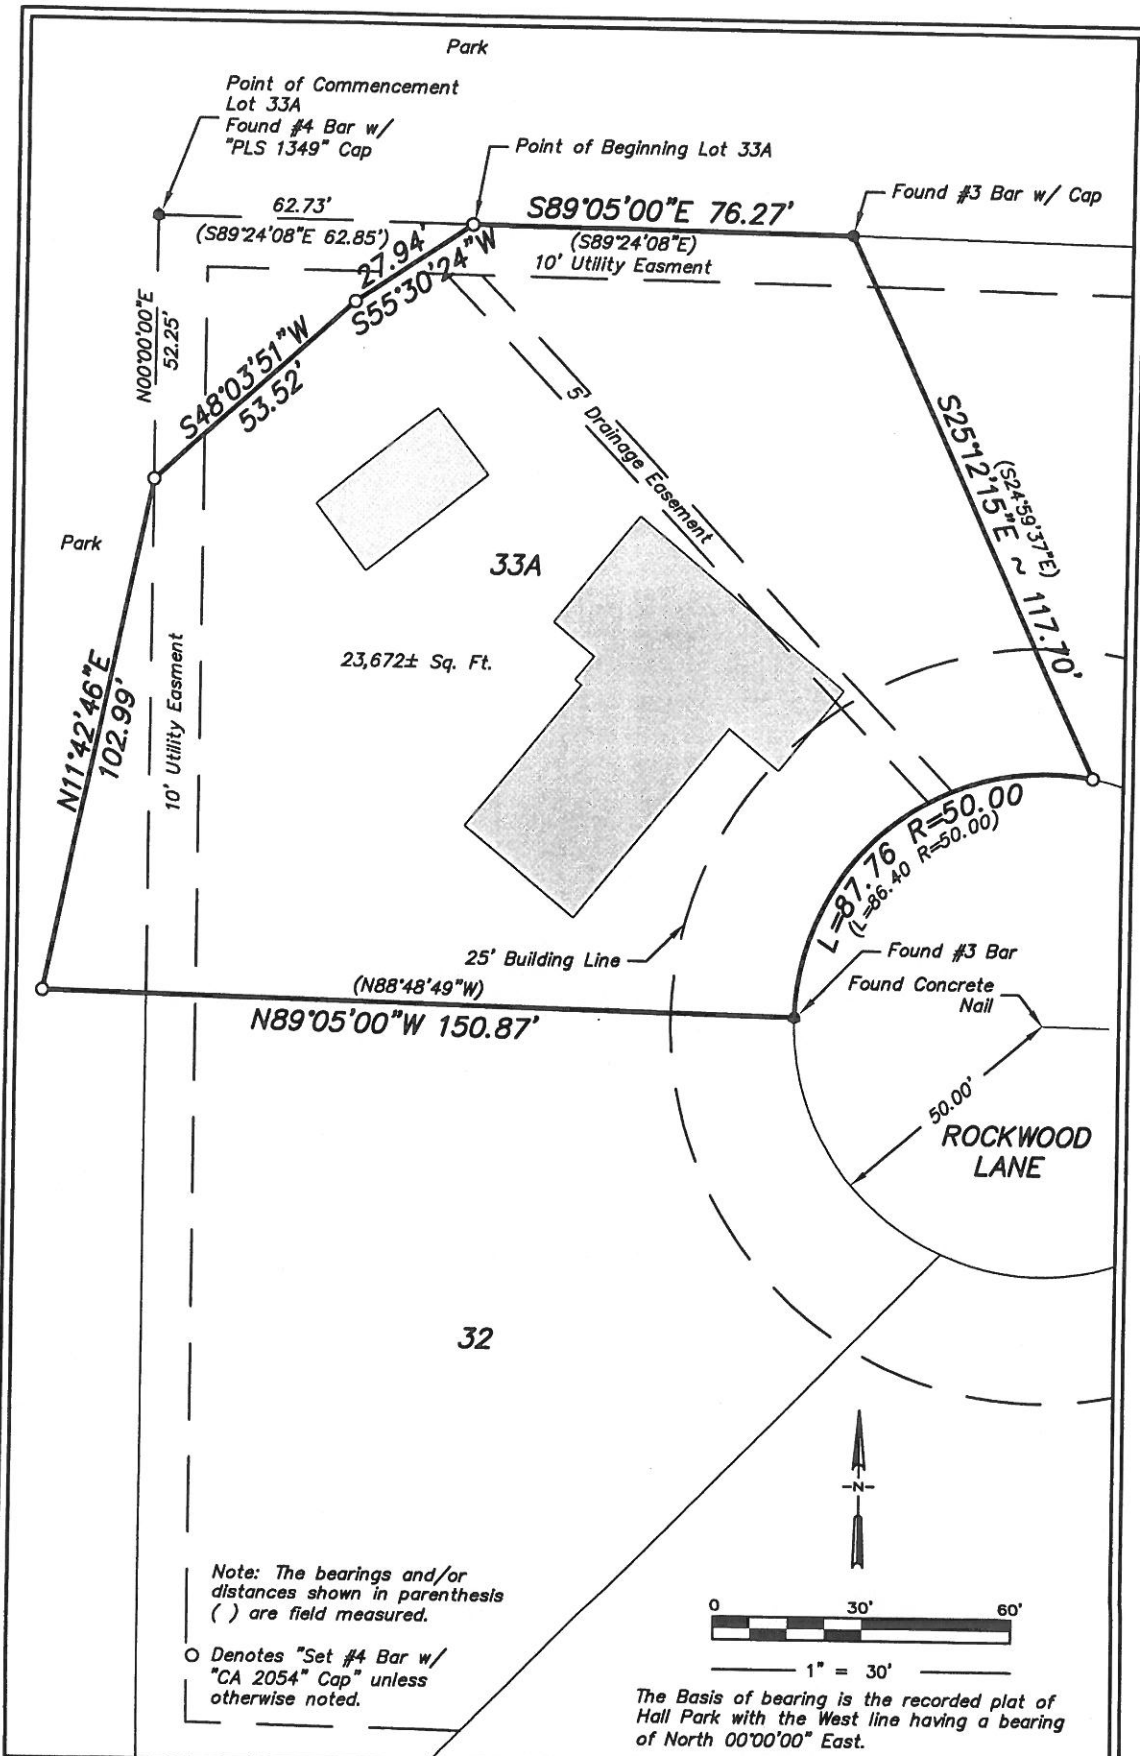 Park
Point of Commencement
Lot 33A
Found #4 Bar w/
"PLS 1349" Cap
Point of Beginning Lot 33A
Found #3 Bar w/ Cap
62.73'
(S89°24'08"E 62.85')
S89°05'00"E 76.27'
(S89°24'08"E)
10' Utility Easment
27.94'
S55°30'24"W
N00°00'00"E
52.25'
S48°03'51"W
53.52'
5' Drainage Easement
S25°12'15"E ~ 117.70'
(S24°59'37"E)
Park
33A
23,672± Sq. Ft.
N11°42'46"E
102.99'
10' Utility Easment
L=87.76 R=50.00
(L=86.40 R=50.00)
25' Building Line
Found #3 Bar
Found Concrete
Nail
(N88°48'49"W)
N89°05'00"W 150.87'
50.00'
ROCKWOOD
LANE
32
-N-
Note: The bearings and/or
distances shown in parenthesis
( ) are field measured.
Denotes "Set #4 Bar w/
"CA 2054" Cap" unless
otherwise noted.
0 30' 60'
1" = 30'
The Basis of bearing is the recorded plat of
Hall Park with the West line having a bearing
of North 00°00'00" East.